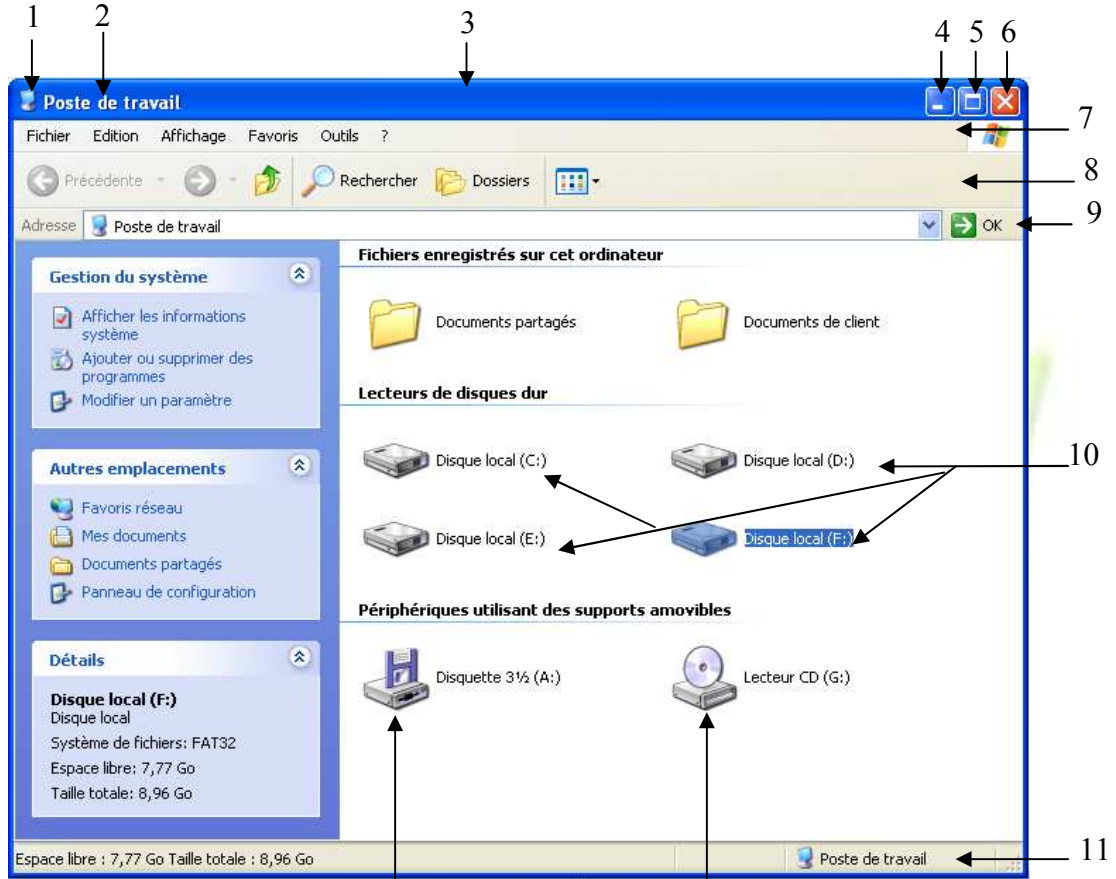 1 2 3 4 5 6
Poste de travail
Fichier Edition Affichage Favoris Outils ?
7
Précédente Rechercher Dossiers
8
Adresse Poste de travail OK
9
Gestion du système
Afficher les informations
système
Ajouter ou supprimer des
programmes
Modifier un paramètre
Autres emplacements
Favoris réseau
Mes documents
Documents partagés
Panneau de configuration
Détails
Disque local (F:)
Disque local
Système de fichiers: FAT32
Espace libre: 7,77 Go
Taille totale: 8,96 Go
Fichiers enregistrés sur cet ordinateur
Documents partagés Documents de client
Lecteurs de disques dur
Disque local (C:) Disque local (D:)
10
Disque local (E:) Disque local (F:)
Périphériques utilisant des supports amovibles
Disquette 3½ (A:) Lecteur CD (G:)
Espace libre : 7,77 Go Taille totale : 8,96 Go Poste de travail
11